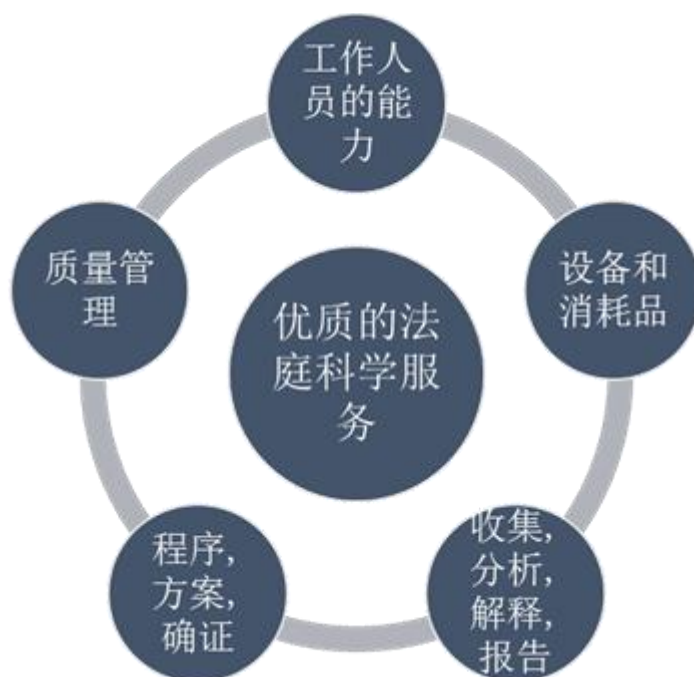 工作人
员的能
力
设备和
消耗品
收集,
分析,
解释,
报告
程序,
方案,
确证
质量管
理
优质的法
庭科学服
务